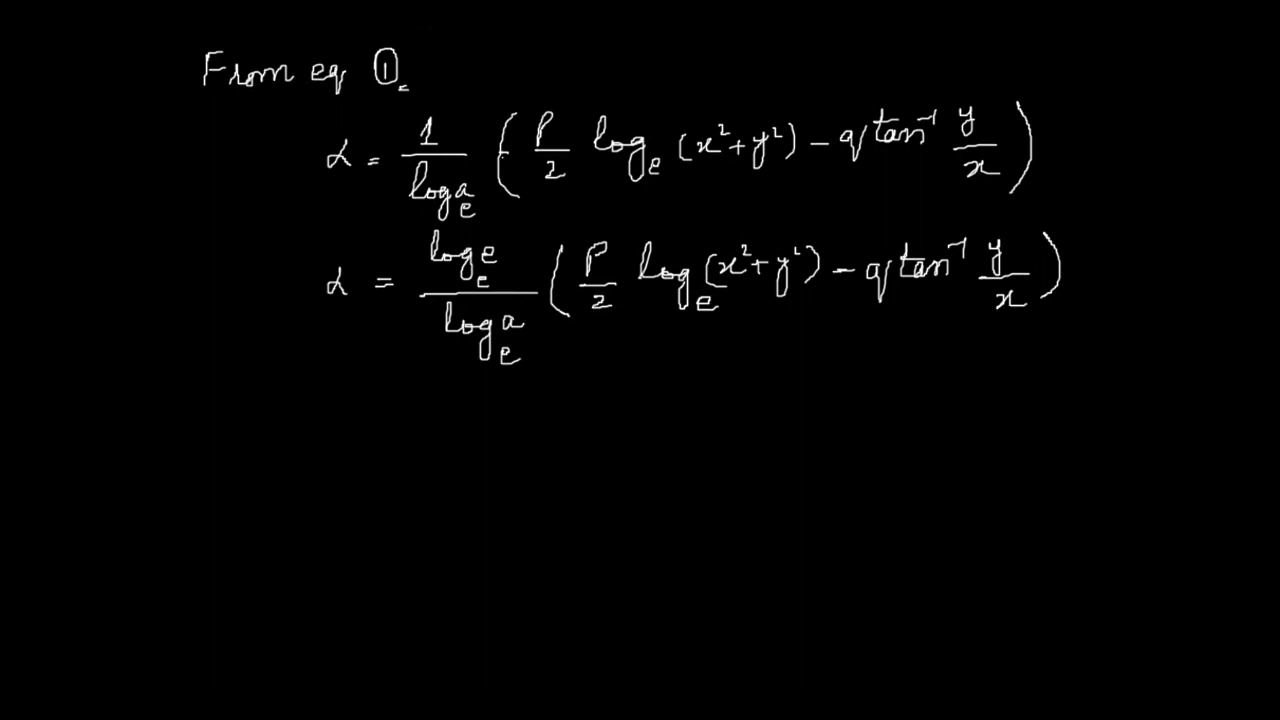 From eq ①.
α = 1/logₑa (p/2 logₑ (x²+y²) - q tan⁻¹ y/x)
α = logₑe/logₑa (p/2 logₑ (x²+y²) - q tan⁻¹ y/x)